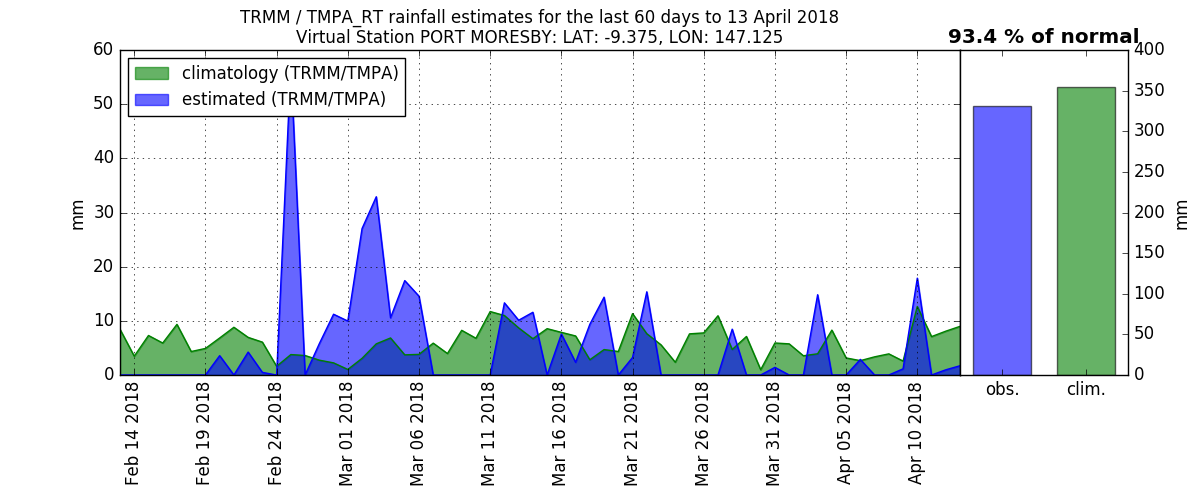 TRMM / TMPA_RT rainfall estimates for the last 60 days to 13 April 2018
Virtual Station PORT MORESBY: LAT: -9.375, LON: 147.125
93.4 % of normal
climatology (TRMM/TMPA)
estimated (TRMM/TMPA)
60
50
40
30
20
10
0
mm
Feb 14 2018
Feb 19 2018
Feb 24 2018
Mar 01 2018
Mar 06 2018
Mar 11 2018
Mar 16 2018
Mar 21 2018
Mar 26 2018
Mar 31 2018
Apr 05 2018
Apr 10 2018
obs.
clim.
400
350
300
250
200
150
100
50
0
mm